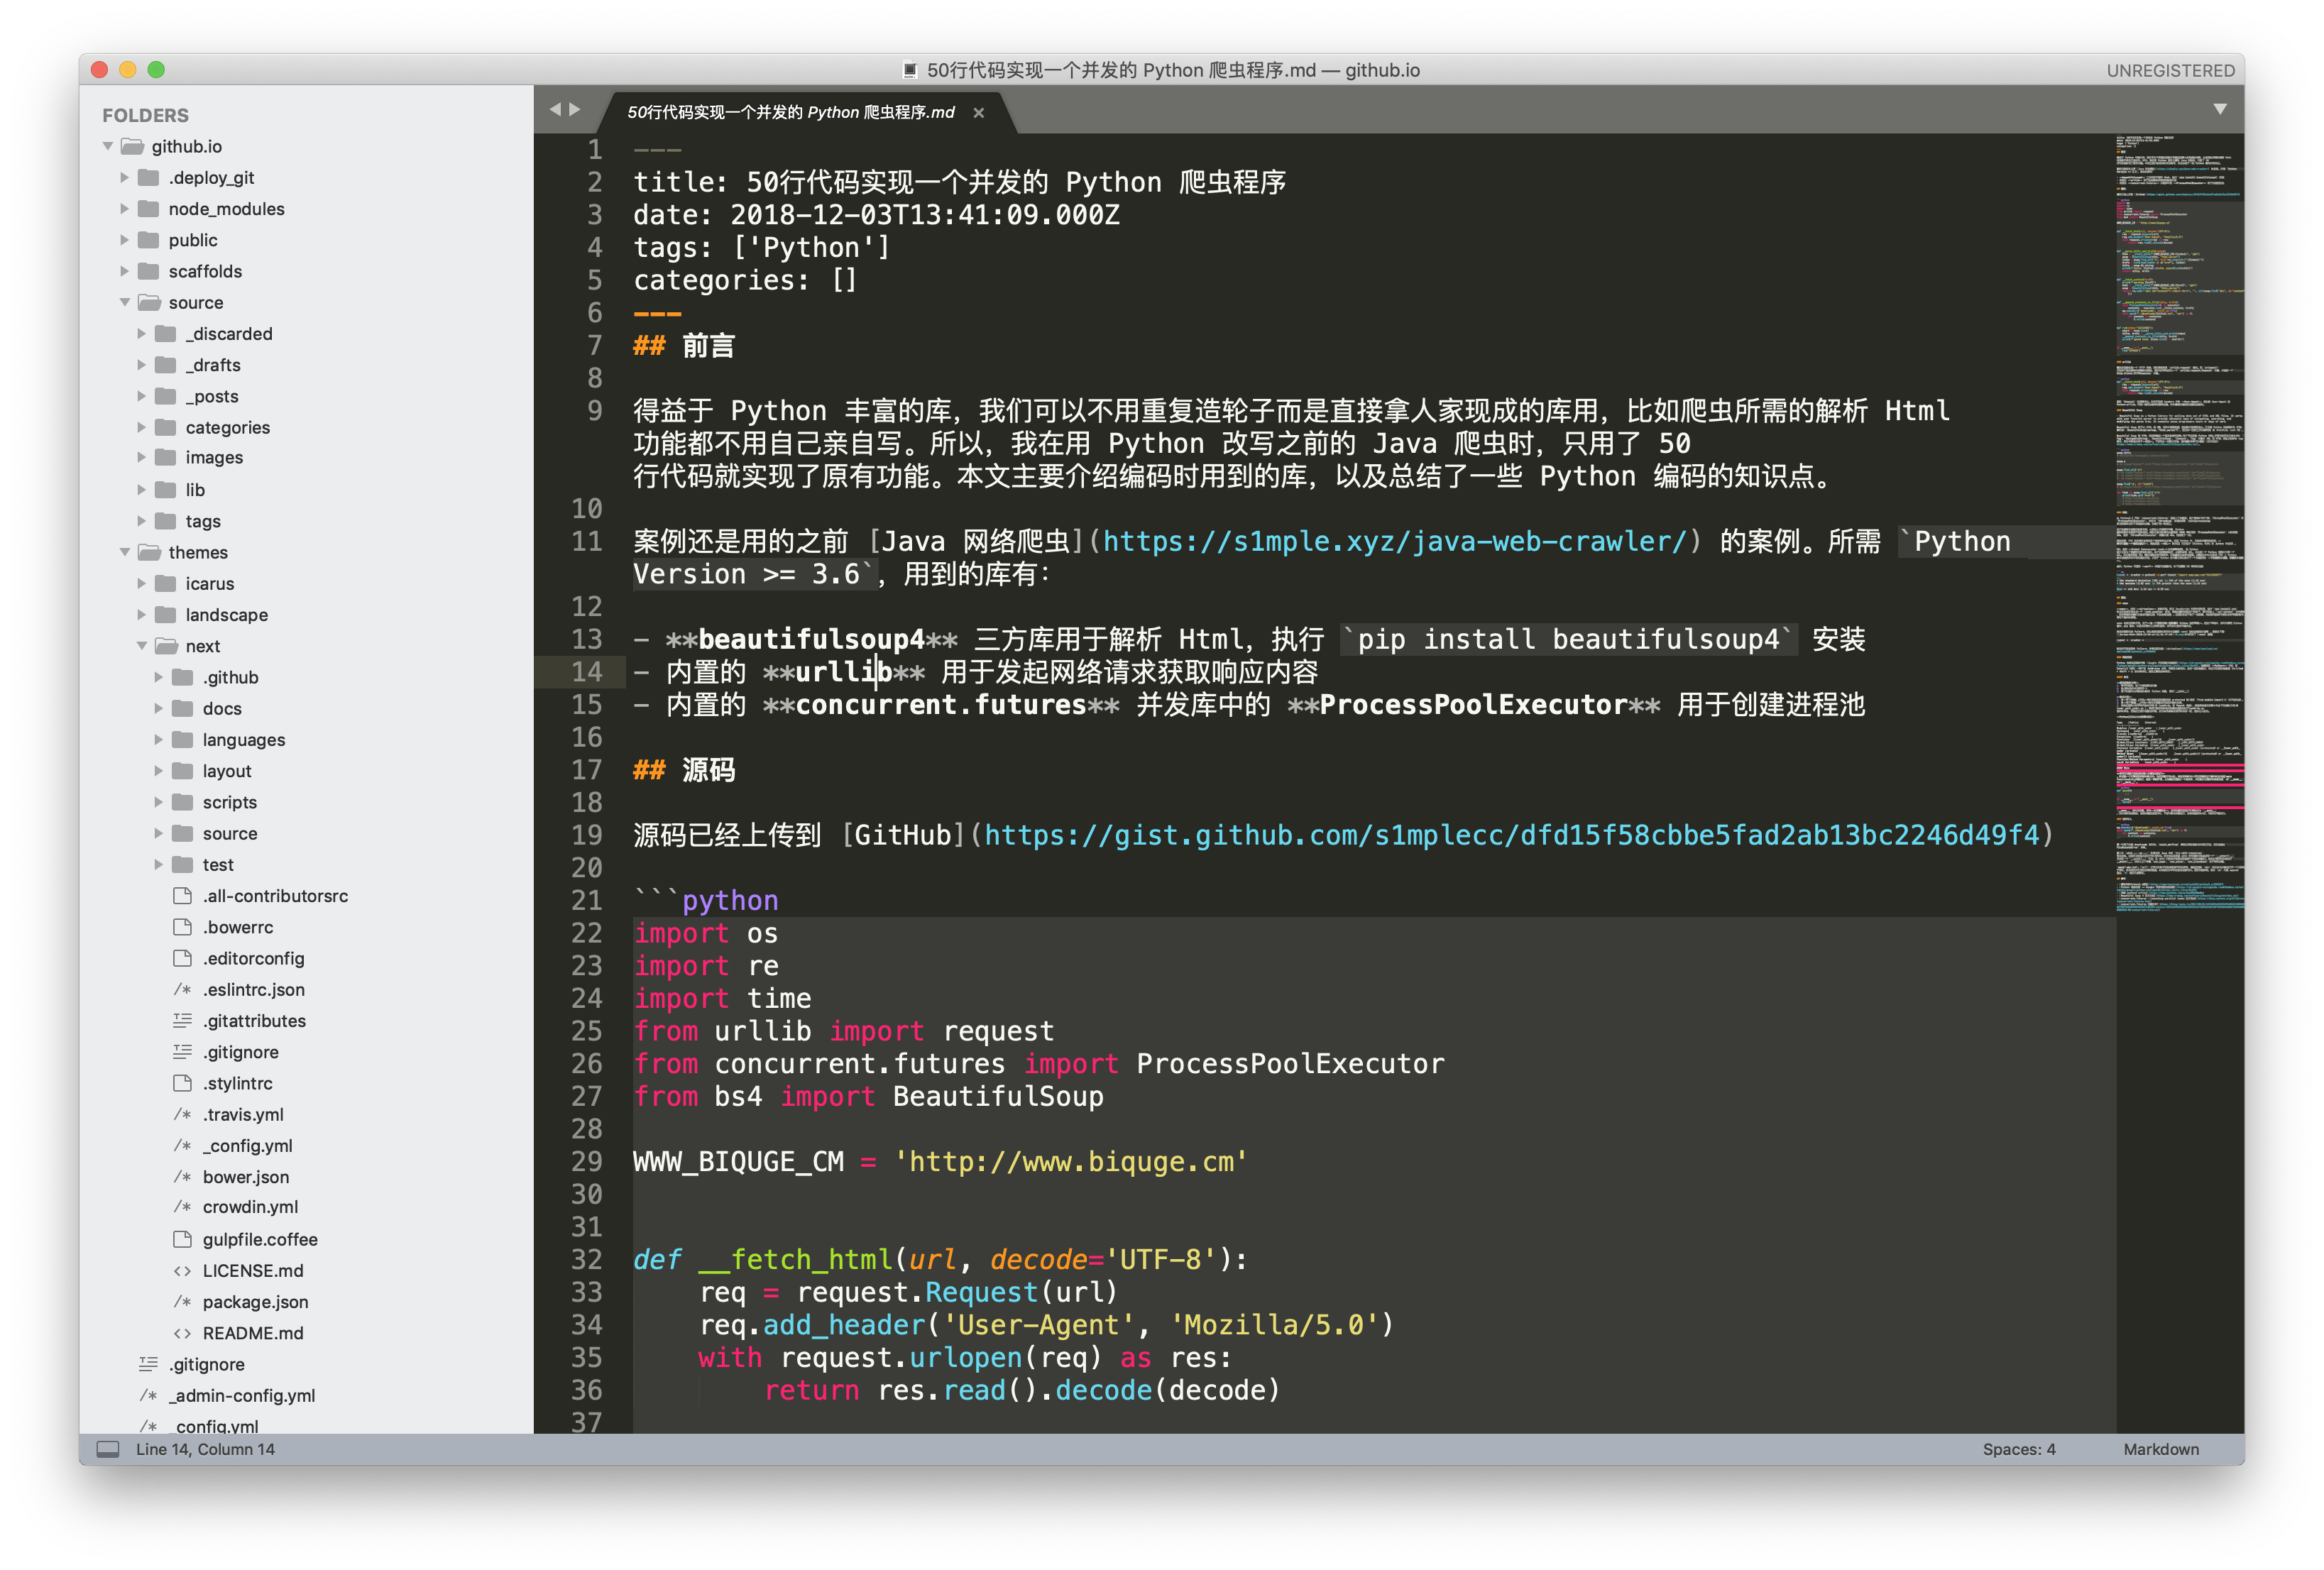 50行代码实现一个并发的 Python 爬虫程序.md — github.io
UNREGISTERED
FOLDERS
github.io
.deploy_git
node_modules
public
scaffolds
source
_discarded
_drafts
_posts
categories
images
lib
tags
themes
icarus
landscape
next
.github
docs
languages
layout
scripts
source
test
.all-contributorsrc
.bowerrc
.editorconfig
.eslintrc.json
.gitattributes
.gitignore
.stylintrc
.travis.yml
_config.yml
bower.json
crowdin.yml
gulpfile.coffee
LICENSE.md
package.json
README.md
.gitignore
_admin-config.yml
_config.yml
50行代码实现一个并发的 Python 爬虫程序.md ×
1 ---
2 title: 50行代码实现一个并发的 Python 爬虫程序
3 date: 2018-12-03T13:41:09.000Z
4 tags: ['Python']
5 categories: []
6 ---
7 ## 前言
8
9 得益于 Python 丰富的库，我们可以不用重复造轮子而是直接拿人家现成的库用，比如爬虫所需的解析 Html
功能都不用自己亲自写。所以，我在用 Python 改写之前的 Java 爬虫时，只用了 50
行代码就实现了原有功能。本文主要介绍编码时用到的库，以及总结了一些 Python 编码的知识点。
10
11 案例还是用的之前 [Java 网络爬虫](https://s1mple.xyz/java-web-crawler/) 的案例。所需 `Python
Version >= 3.6`，用到的库有：
12
13 - **beautifulsoup4** 三方库用于解析 Html，执行 `pip install beautifulsoup4` 安装
14 - 内置的 **urllib** 用于发起网络请求获取响应内容
15 - 内置的 **concurrent.futures** 并发库中的 **ProcessPoolExecutor** 用于创建进程池
16
17 ## 源码
18
19 源码已经上传到 [GitHub](https://gist.github.com/s1mplecc/dfd15f58cbbe5fad2ab13bc2246d49f4)
20
21 ```python
22 import os
23 import re
24 import time
25 from urllib import request
26 from concurrent.futures import ProcessPoolExecutor
27 from bs4 import BeautifulSoup
28
29 WWW_BIQUGE_CM = 'http://www.biquge.cm'
30
31
32 def __fetch_html(url, decode='UTF-8'):
33     req = request.Request(url)
34     req.add_header('User-Agent', 'Mozilla/5.0')
35     with request.urlopen(req) as res:
36         return res.read().decode(decode)
37
Line 14, Column 14
Spaces: 4
Markdown